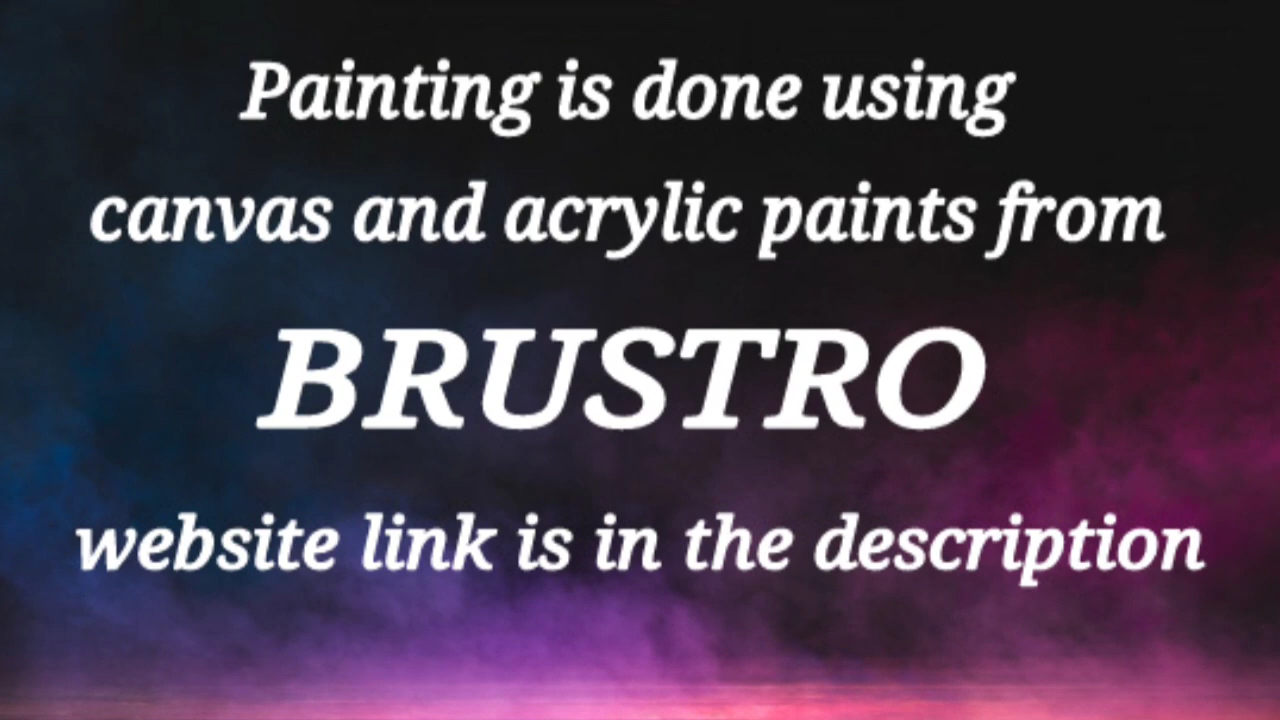 Painting is done using
canvas and acrylic paints from
BRUSTRO
website link is in the description